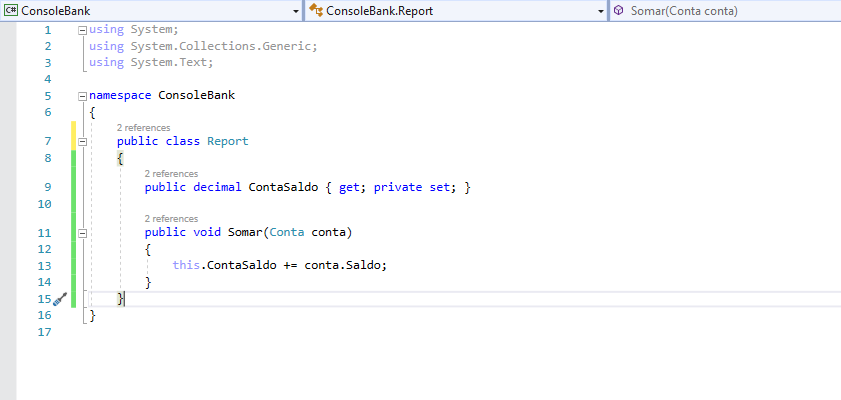 C# ConsoleBank ConsoleBank.Report Somar(Conta conta)
1 using System;
2 using System.Collections.Generic;
3 using System.Text;
4
5 namespace ConsoleBank
6 {
2 references
7 public class Report
8 {
2 references
9 public decimal ContaSaldo { get; private set; }
10
2 references
11 public void Somar(Conta conta)
12 {
13 this.ContaSaldo += conta.Saldo;
14 }
15 }
16 }
17